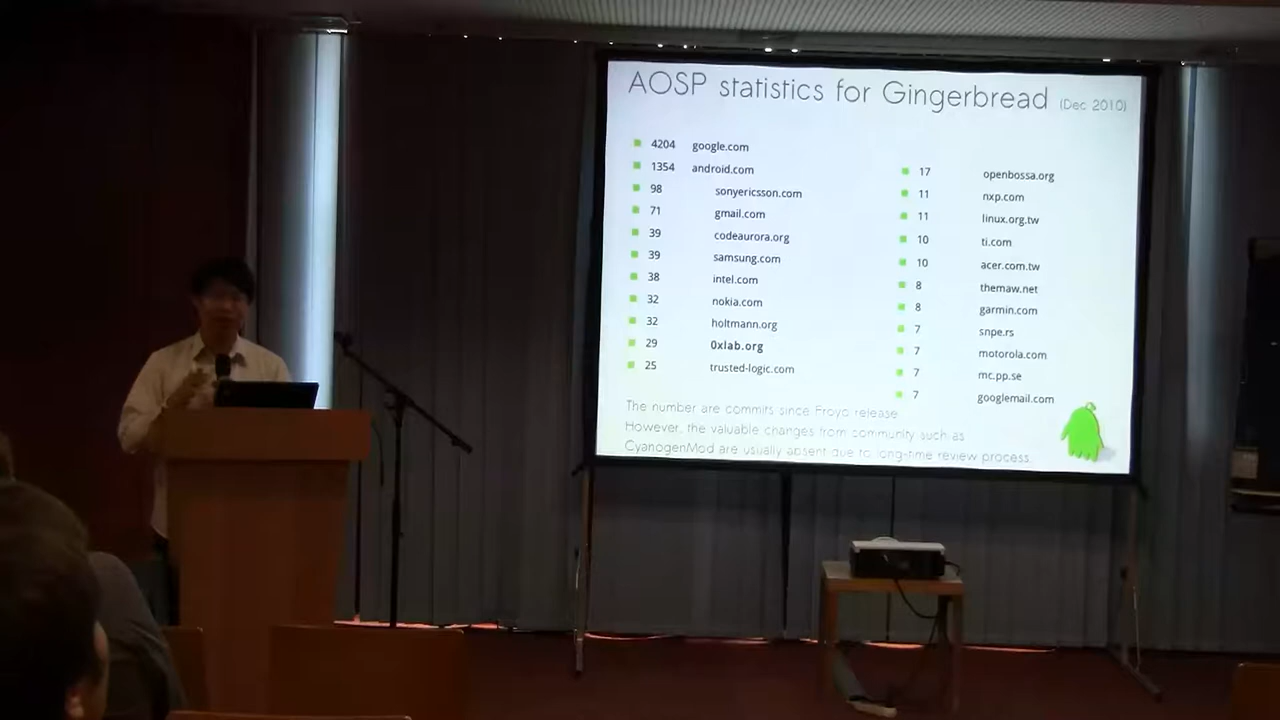 AOSP statistics for Gingerbread (Dec 2010)
4204 google.com
1354 android.com
98 sonyericsson.com
71 gmail.com
39 codeaurora.org
39 samsung.com
38 intel.com
32 nokia.com
32 holtmann.org
29 0xlab.org
25 trusted-logic.com
17 openbossa.org
11 nxp.com
11 linux.org.tw
10 ti.com
10 acer.com.tw
8 themaw.net
8 garmin.com
7 snpe.rs
7 motorola.com
7 mc.pp.se
7 googlemail.com
The number are commits since Froyo release
However, the valuable changes from community such as
CyanogenMod are usually absent due to long-time review process.